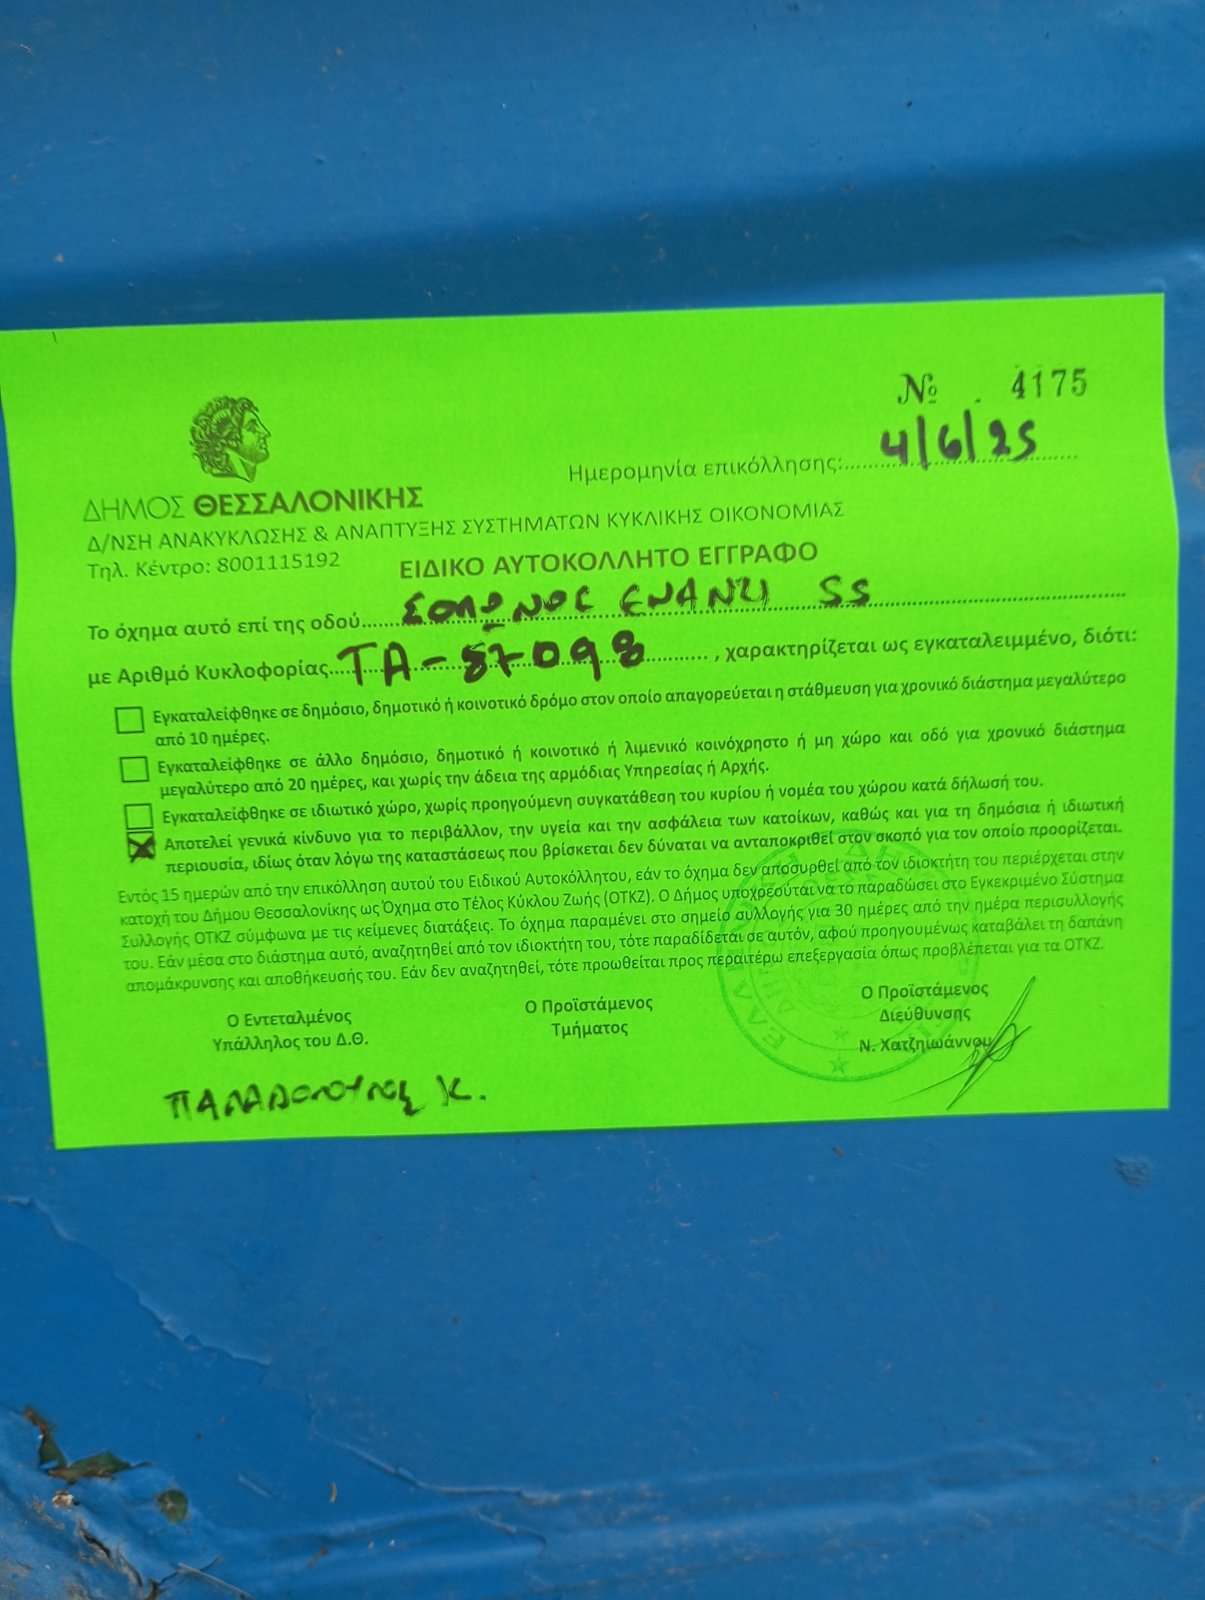 № 4175
Ημερομηνία επικόλλησης: 4/6/25
ΔΗΜΟΣ ΘΕΣΣΑΛΟΝΙΚΗΣ
Δ/ΝΣΗ ΑΝΑΚΥΚΛΩΣΗΣ & ΑΝΑΠΤΥΞΗΣ ΣΥΣΤΗΜΑΤΩΝ ΚΥΚΛΙΚΗΣ ΟΙΚΟΝΟΜΙΑΣ
Τηλ. Κέντρο: 8001115192
ΕΙΔΙΚΟ ΑΥΤΟΚΟΛΛΗΤΟ ΕΓΓΡΑΦΟ
Το όχημα αυτό επί της οδού ΣΟΛΩΝΟΣ ΕΝΑΝΤΙ 55
με Αριθμό Κυκλοφορίας ΤΑ-57098, χαρακτηρίζεται ως εγκαταλειμμένο, διότι:
Εγκαταλείφθηκε σε δημόσιο, δημοτικό ή κοινοτικό δρόμο στον οποίο απαγορεύεται η στάθμευση για χρονικό διάστημα μεγαλύτερο
από 10 ημέρες.
Εγκαταλείφθηκε σε άλλο δημόσιο, δημοτικό ή κοινοτικό ή λιμενικό κοινόχρηστο ή μη χώρο και οδό για χρονικό διάστημα
μεγαλύτερο από 20 ημέρες, και χωρίς την άδεια της αρμόδιας Υπηρεσίας ή Αρχής.
Εγκαταλείφθηκε σε ιδιωτικό χώρο, χωρίς προηγούμενη συγκατάθεση του κυρίου ή νομέα του χώρου κατά δήλωσή του.
Αποτελεί γενικά κίνδυνο για το περιβάλλον, την υγεία και την ασφάλεια των κατοίκων, καθώς και για τη δημόσια ή ιδιωτική
περιουσία, ιδίως όταν λόγω της καταστάσεως που βρίσκεται δεν δύναται να ανταποκριθεί στον σκοπό για τον οποίο προορίζεται.
Εντός 15 ημερών από την επικόλληση αυτού του Ειδικού Αυτοκόλλητου, εάν το όχημα δεν αποσυρθεί από τον ιδιοκτήτη του περιέρχεται στην
κατοχή του Δήμου Θεσσαλονίκης ως Όχημα στο Τέλος Κύκλου Ζωής (ΟΤΚΖ). Ο Δήμος υποχρεούται να το παραδώσει στο Εγκεκριμένο Σύστημα
Συλλογής ΟΤΚΖ σύμφωνα με τις κείμενες διατάξεις. Το όχημα παραμένει στο σημείο συλλογής για 30 ημέρες από την ημέρα περισυλλογής
του. Εάν μέσα στο διάστημα αυτό, αναζητηθεί από τον ιδιοκτήτη του, τότε παραδίδεται σε αυτόν, αφού προηγουμένως καταβάλει τη δαπάνη
απομάκρυνσης και αποθήκευσής του. Εάν δεν αναζητηθεί, τότε προωθείται προς περαιτέρω επεξεργασία όπως προβλέπεται για τα ΟΤΚΖ.
Ο Εντεταλμένος
Υπάλληλος του Δ.Θ.
ΠΑΠΑΔΟΠΟΥΛΟΣ Κ.
Ο Προϊστάμενος
Τμήματος
Ο Προϊστάμενος
Διεύθυνσης
Ν. Χατζηιωάννου